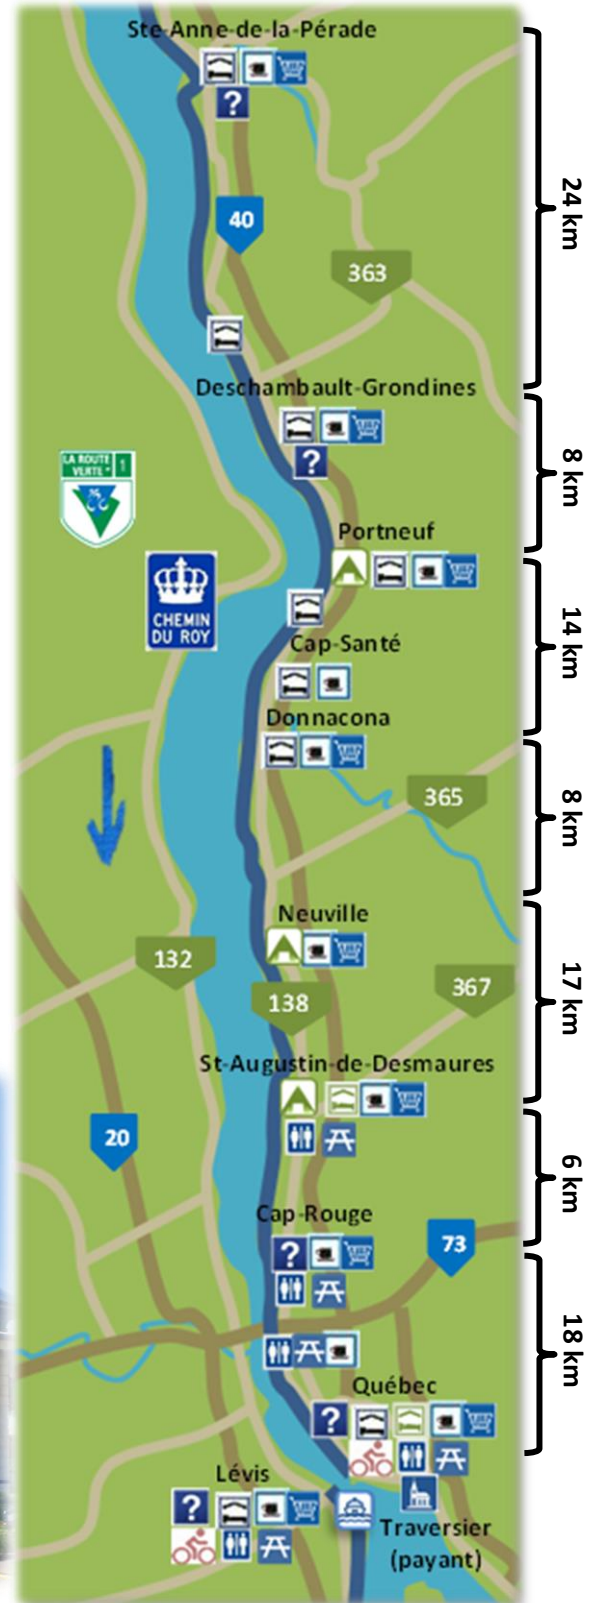 Ste-Anne-de-la-Pérade
?
24 km
40
363
Deschambault-Grondines
?
8 km
LA ROUTE VERTE 1
Portneuf
CHEMIN
DU ROY
14 km
Cap-Santé
Donnacona
365
8 km
Neuville
132
138
367
17 km
St-Augustin-de-Desmaures
20
6 km
Cap-Rouge
?
73
18 km
Québec
?
Lévis
?
Traversier
(payant)